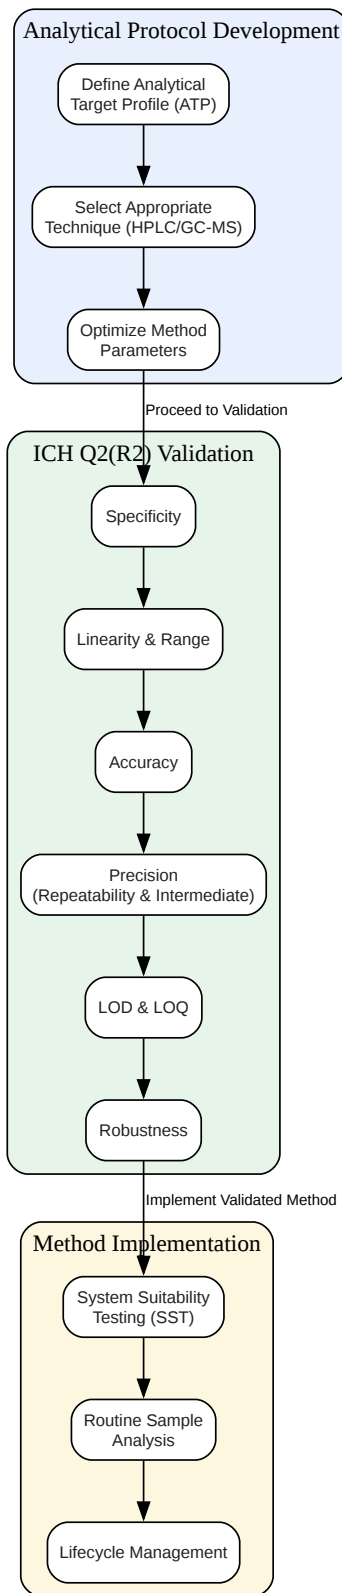 Analytical Protocol Development
Define Analytical
Target Profile (ATP)
Select Appropriate
Technique (HPLC/GC-MS)
Optimize Method
Parameters
Proceed to Validation
ICH Q2(R2) Validation
Specificity
Linearity & Range
Accuracy
Precision
(Repeatability & Intermediate)
LOD & LOQ
Robustness
Implement Validated Method
Method Implementation
System Suitability
Testing (SST)
Routine Sample
Analysis
Lifecycle Management